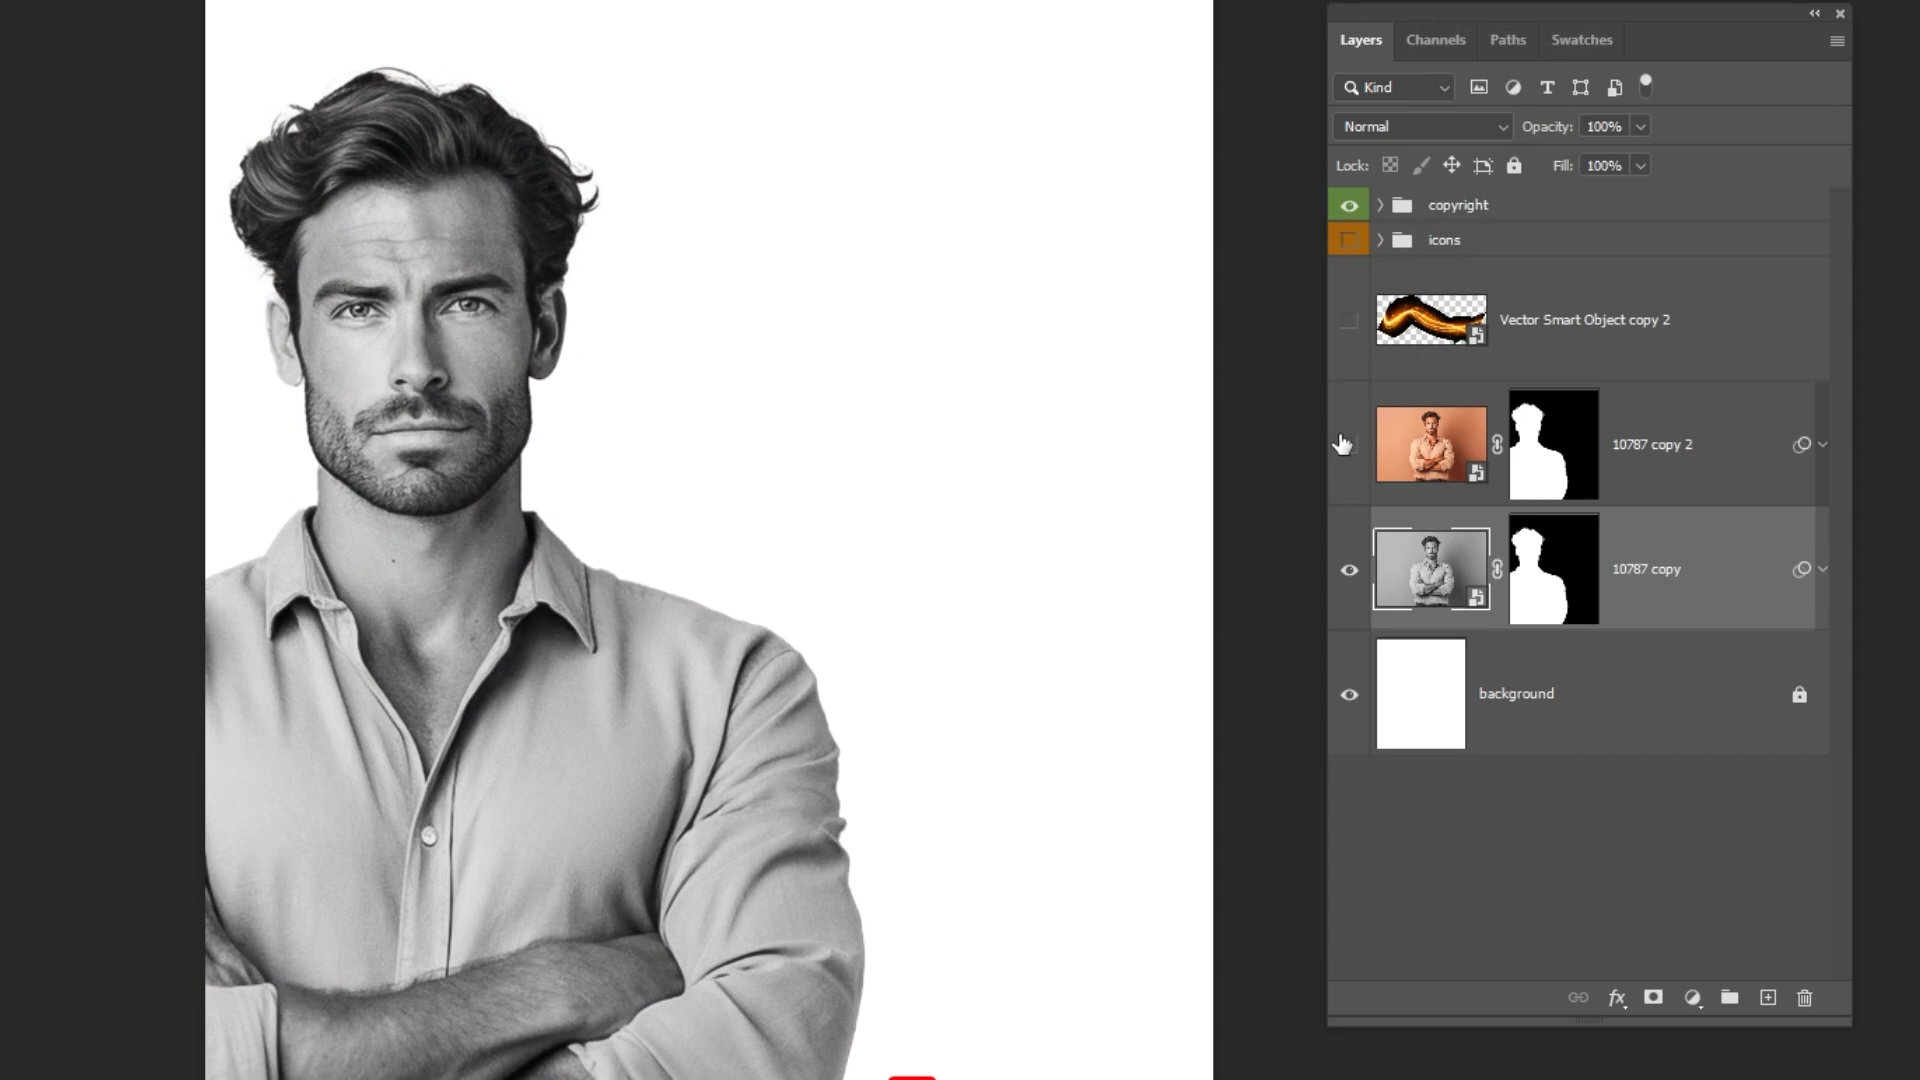 Layers Channels Paths Swatches
Kind
Normal Opacity: 100%
Lock: Fill: 100%
copyright
icons
Vector Smart Object copy 2
10787 copy 2
10787 copy
background
fx